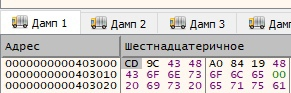 Дамп 1 Дамп 2 Дамп 3 Дамп
Адрес Шестнадцатеричное
0000000000403000 CD 9C 43 48 A0 84 19 48
0000000000403010 43 6F 6E 73 6F 6C 65 00
0000000000403020 20 69 73 20 65 71 75 61